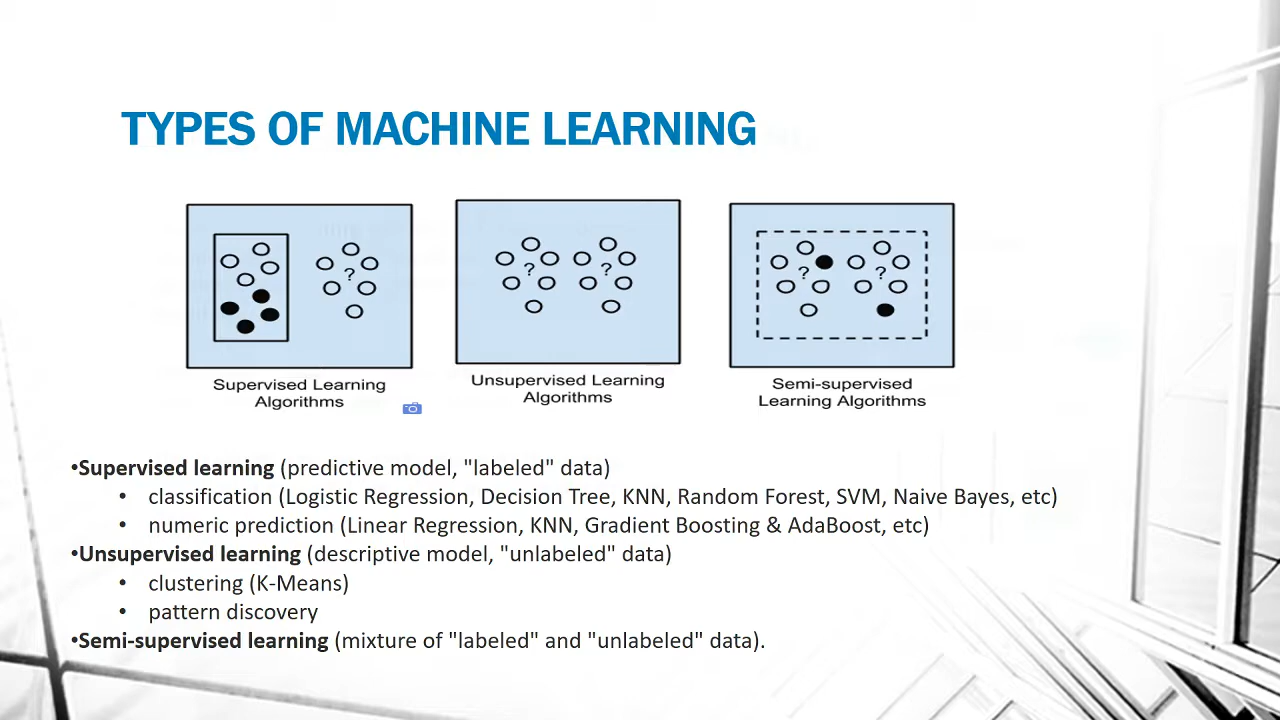 TYPES OF MACHINE LEARNING
? ? ? ? ?
Supervised Learning
Algorithms
Unsupervised Learning
Algorithms
Semi-supervised
Learning Algorithms
•Supervised learning (predictive model, "labeled" data)
• classification (Logistic Regression, Decision Tree, KNN, Random Forest, SVM, Naive Bayes, etc)
• numeric prediction (Linear Regression, KNN, Gradient Boosting & AdaBoost, etc)
•Unsupervised learning (descriptive model, "unlabeled" data)
• clustering (K-Means)
• pattern discovery
•Semi-supervised learning (mixture of "labeled" and "unlabeled" data).